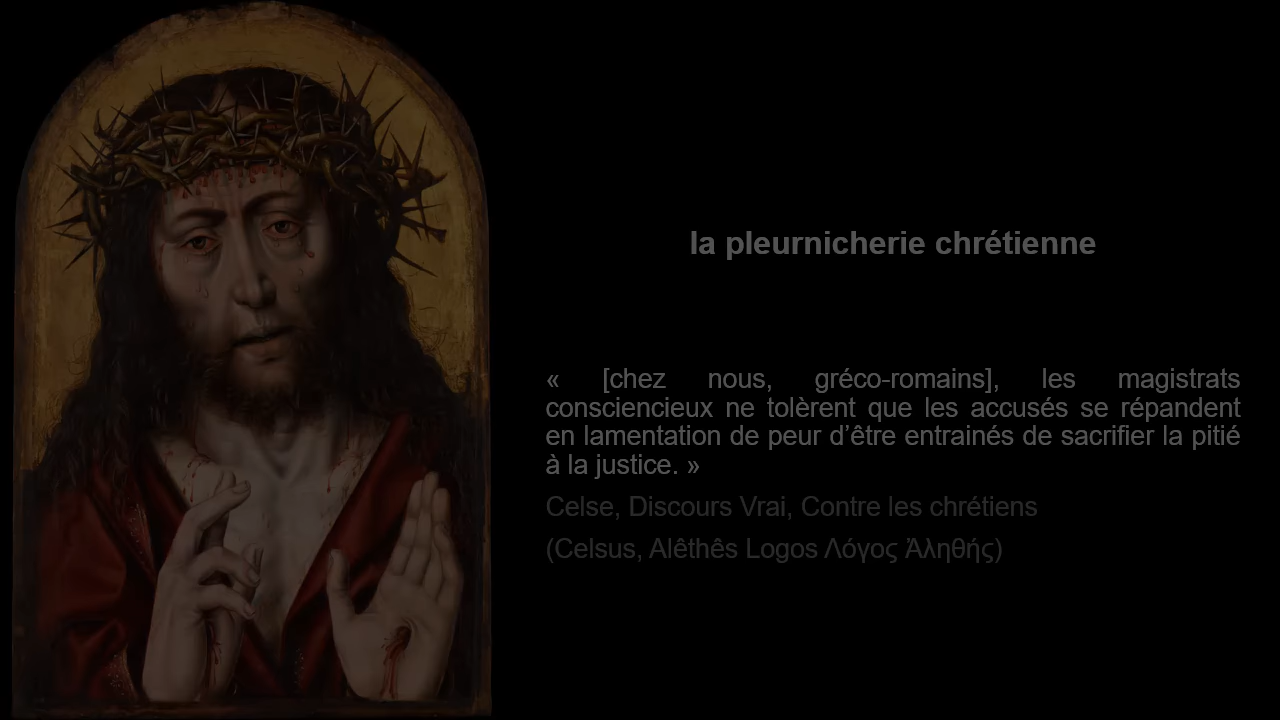 la pleurnicherie chrétienne
« [chez nous, gréco-romains], les magistrats
consciencieux ne tolèrent que les accusés se répandent
en lamentation de peur d’être entrainés de sacrifier la pitié
à la justice. »
Celse, Discours Vrai, Contre les chrétiens
(Celsus, Alêthês Logos Λόγος Ἀληθής)